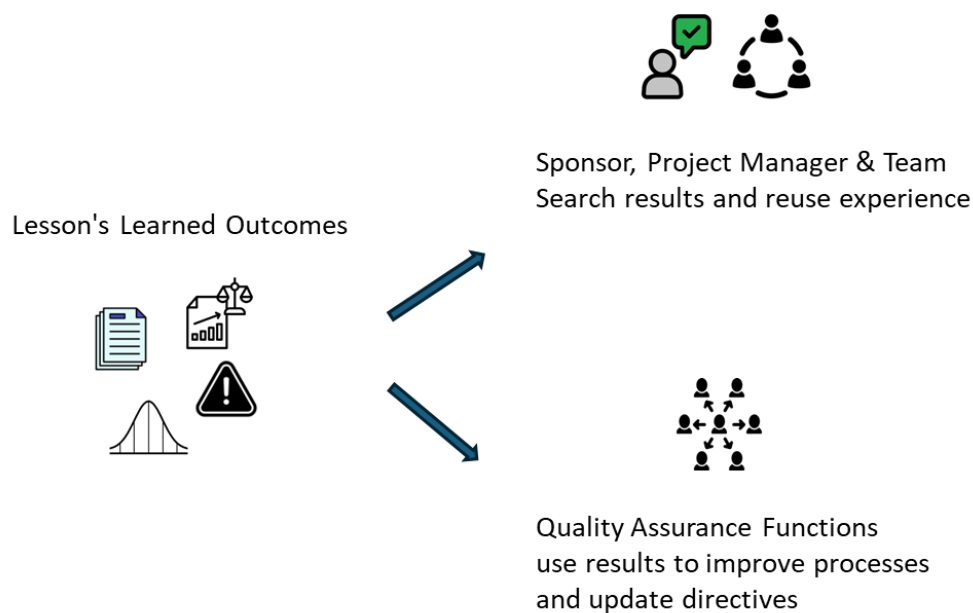 Sponsor, Project Manager & Team
Search results and reuse experience
Lesson's Learned Outcomes
Quality Assurance Functions
use results to improve processes
and update directives